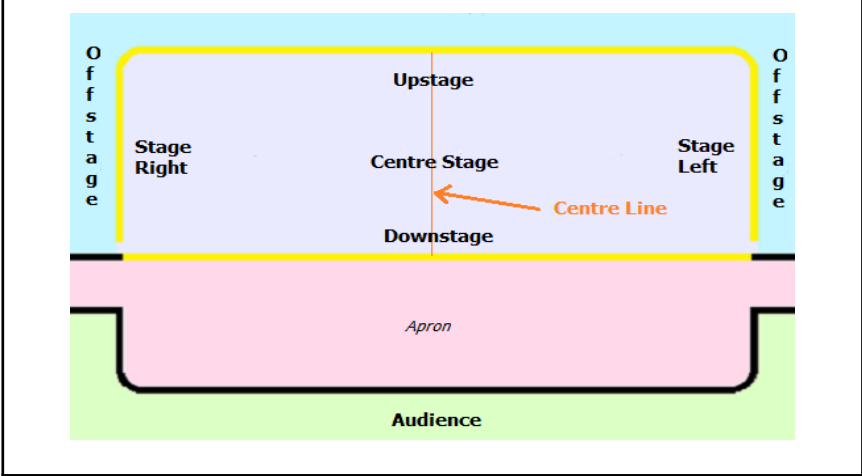 Offstage
Upstage
Offstage
Stage
Right
Centre Stage
Stage
Left
Centre Line
Downstage
Apron
Audience